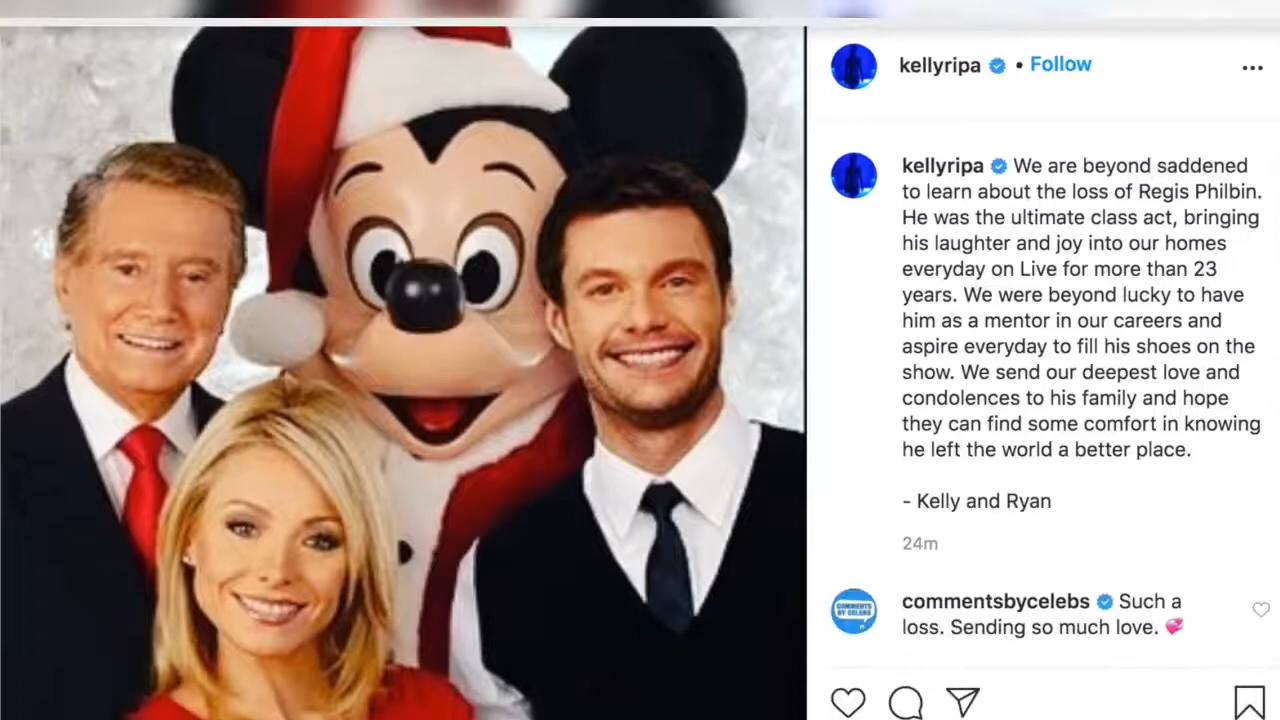 kellyripa • Follow
kellyripa We are beyond saddened
to learn about the loss of Regis Philbin.
He was the ultimate class act, bringing
his laughter and joy into our homes
everyday on Live for more than 23
years. We were beyond lucky to have
him as a mentor in our careers and
aspire everyday to fill his shoes on the
show. We send our deepest love and
condolences to his family and hope
they can find some comfort in knowing
he left the world a better place.
- Kelly and Ryan
24m
COMMENTS
BY CELEBS
commentsbycelebs Such a
loss. Sending so much love.